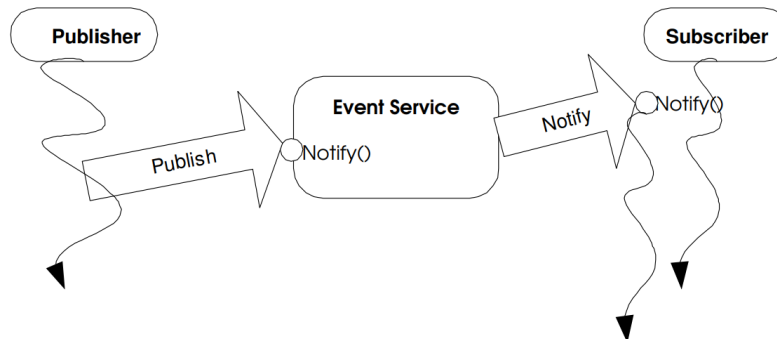 Publisher
Subscriber
Event Service
Notify()
Notify
Publish
Notify()